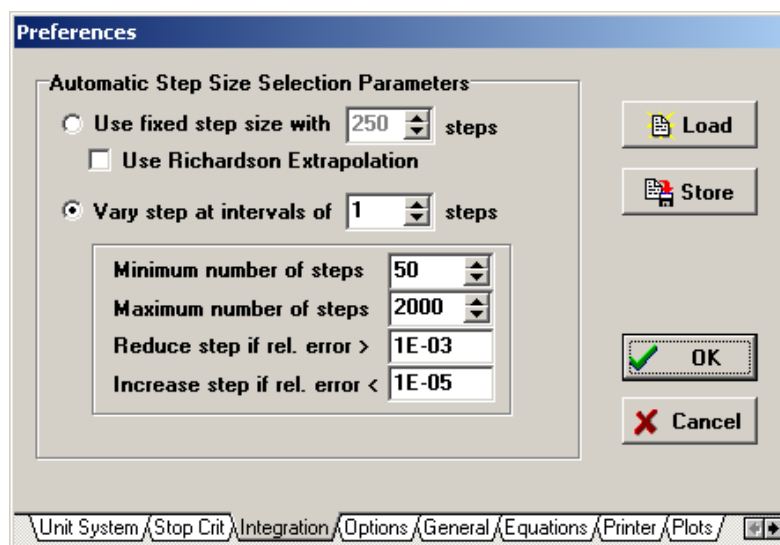 Preferences
Automatic Step Size Selection Parameters
Use fixed step size with 250 steps
Use Richardson Extrapolation
Vary step at intervals of 1 steps
Minimum number of steps 50
Maximum number of steps 2000
Reduce step if rel. error > 1E-03
Increase step if rel. error < 1E-05
Load
Store
OK
Cancel
Unit System Stop Crit Integration Options General Equations Printer Plots